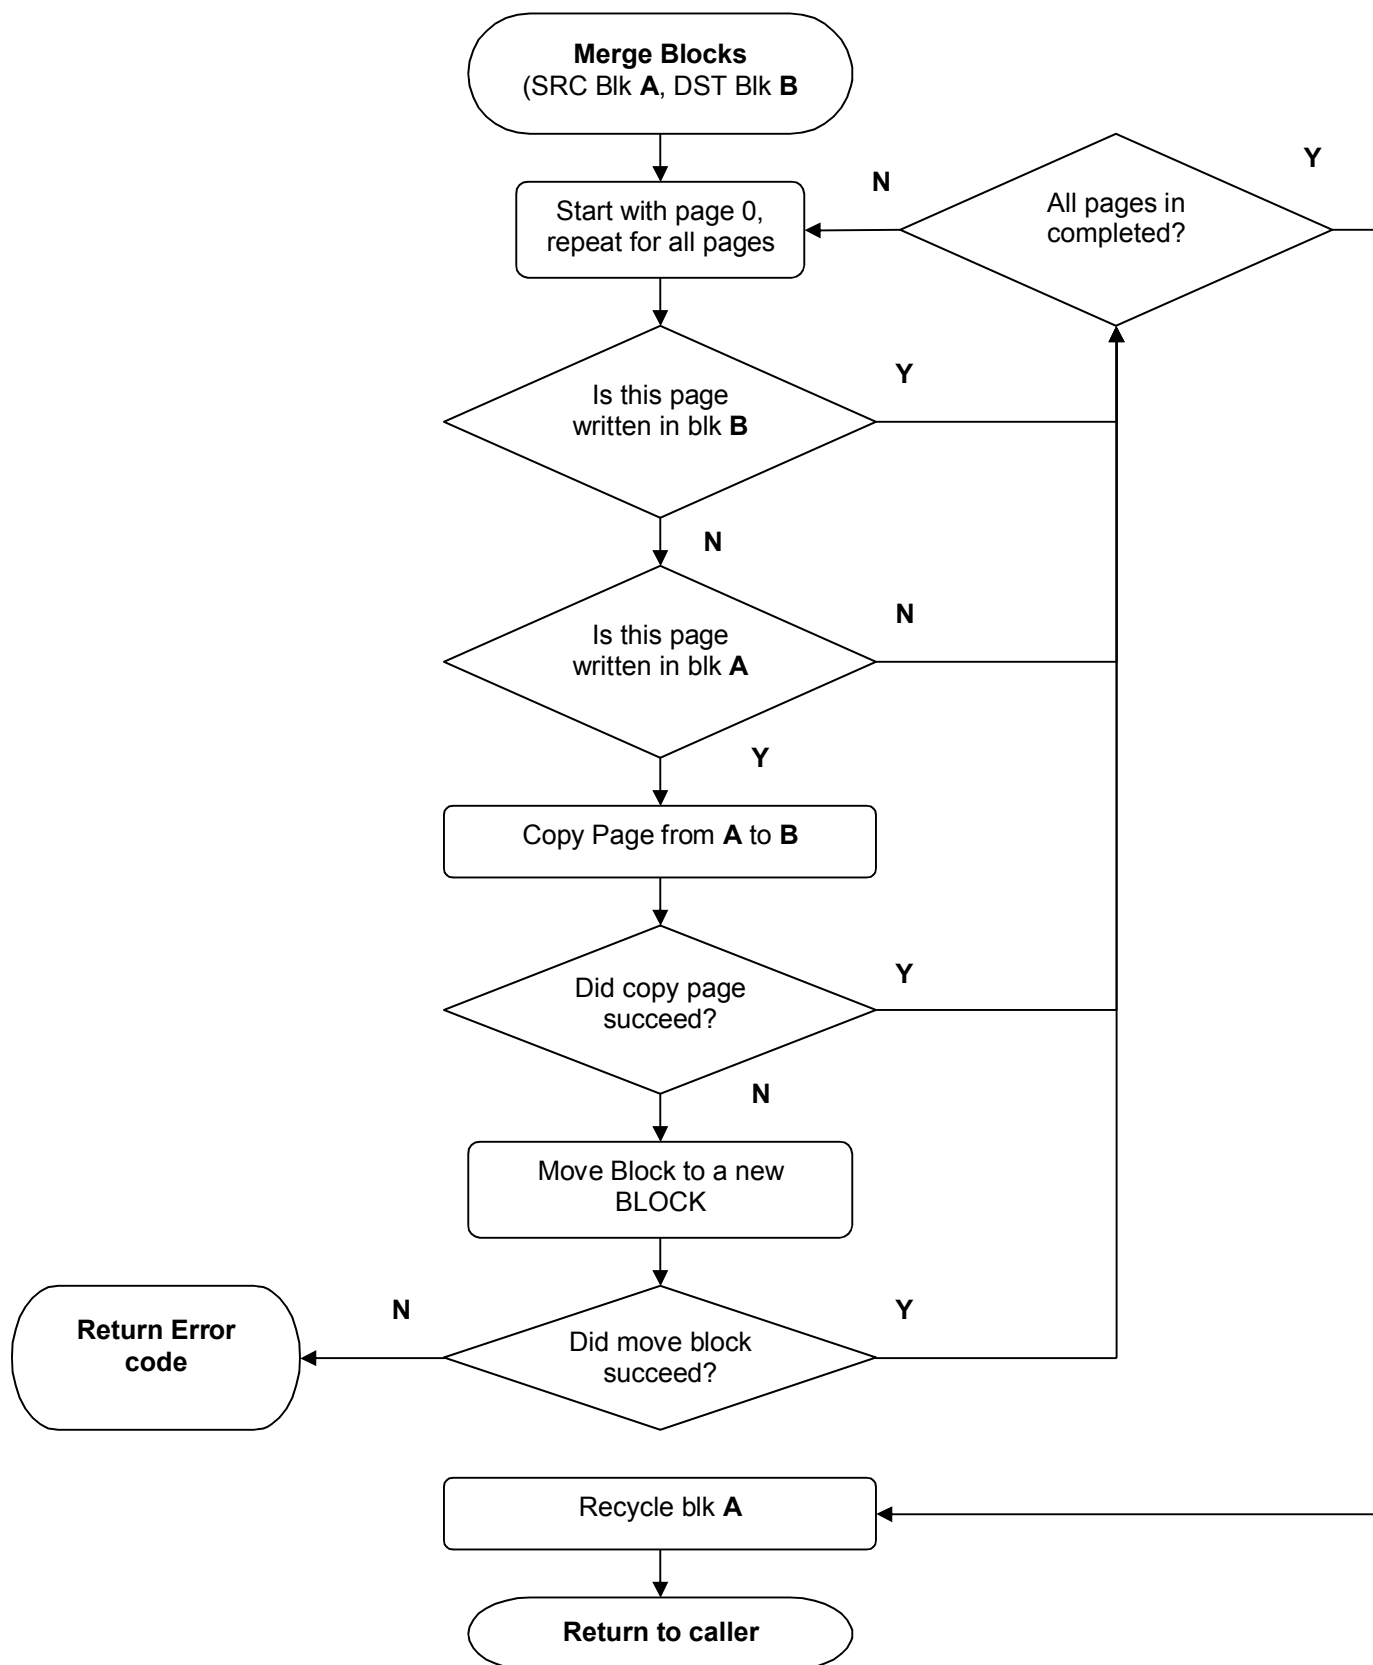 Merge Blocks
(SRC Blk A, DST Blk B
Y
N
All pages in
completed?
Start with page 0,
repeat for all pages
Is this page
written in blk B
Y
N
Is this page
written in blk A
N
Y
Copy Page from A to B
Did copy page
succeed?
Y
N
Move Block to a new
BLOCK
N
Y
Return Error
code
Did move block
succeed?
Recycle blk A
Return to caller